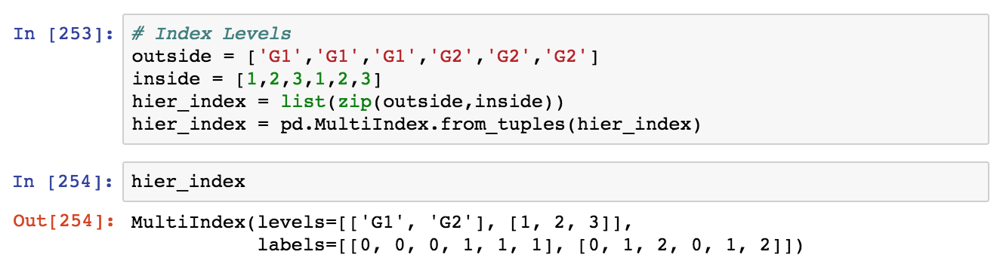 In [253]: # Index Levels
outside = ['G1','G1','G1','G2','G2','G2']
inside = [1,2,3,1,2,3]
hier_index = list(zip(outside,inside))
hier_index = pd.MultiIndex.from_tuples(hier_index)
In [254]: hier_index
Out[254]: MultiIndex(levels=[['G1', 'G2'], [1, 2, 3]],
labels=[[0, 0, 0, 1, 1, 1], [0, 1, 2, 0, 1, 2]])